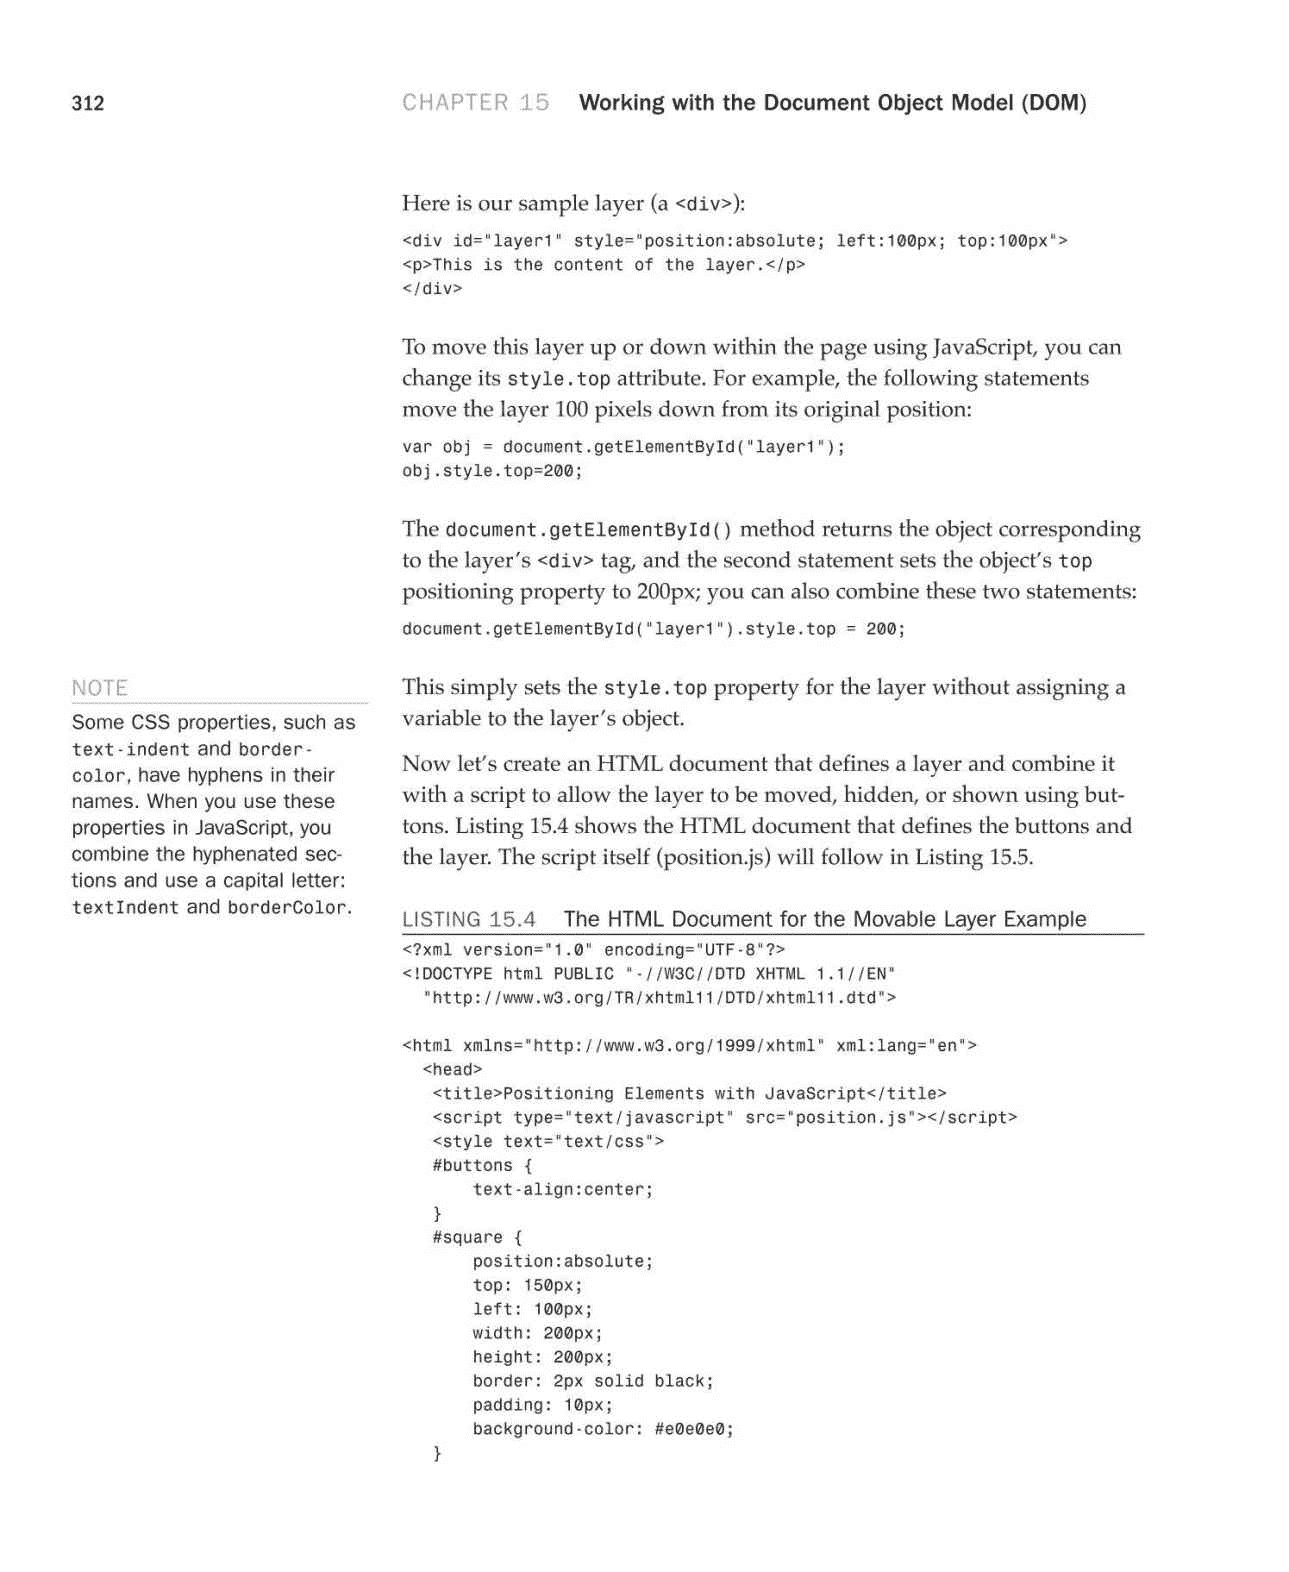 312
CHAPTER 15 Working with the Document Object Model (DOM)
Here is our sample layer (a <div>):
<div id="layer1" style="position:absolute; left:100px; top:100px">
<p>This is the content of the layer.</p>
</div>
To move this layer up or down within the page using JavaScript, you can
change its style.top attribute. For example, the following statements
move the layer 100 pixels down from its original position:
var obj = document.getElementById("layer1");
obj.style.top=200;
The document.getElementById() method returns the object corresponding
to the layer's <div> tag, and the second statement sets the object's top
positioning property to 200px; you can also combine these two statements:
document.getElementById("layer1").style.top = 200;
This simply sets the style.top property for the layer without assigning a
variable to the layer's object.
NOTE
Some CSS properties, such as
text-indent and border-
color, have hyphens in their
names. When you use these
properties in JavaScript, you
combine the hyphenated sec-
tions and use a capital letter:
textIndent and borderColor.
Now let's create an HTML document that defines a layer and combine it
with a script to allow the layer to be moved, hidden, or shown using but-
tons. Listing 15.4 shows the HTML document that defines the buttons and
the layer. The script itself (position.js) will follow in Listing 15.5.
LISTING 15.4 The HTML Document for the Movable Layer Example
<?xml version="1.0" encoding="UTF-8"?>
<!DOCTYPE html PUBLIC "-//W3C//DTD XHTML 1.1//EN"
"http://www.w3.org/TR/xhtml11/DTD/xhtml11.dtd">
<html xmlns="http://www.w3.org/1999/xhtml" xml:lang="en">
<head>
<title>Positioning Elements with JavaScript</title>
<script type="text/javascript" src="position.js"></script>
<style text="text/css">
#buttons {
text-align:center;
}
#square {
position:absolute;
top: 150px;
left: 100px;
width: 200px;
height: 200px;
border: 2px solid black;
padding: 10px;
background-color: #e0e0e0;
}